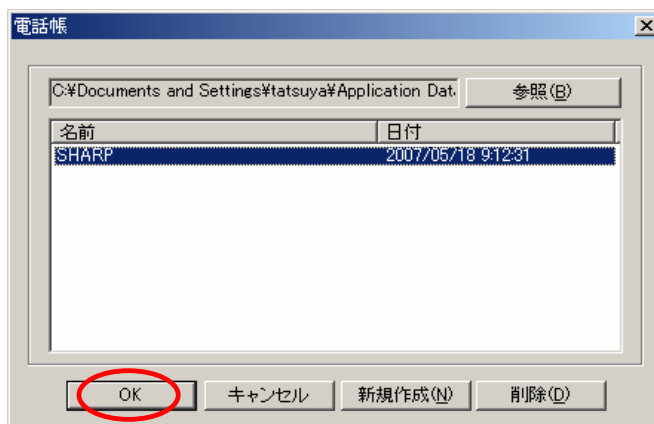 電話帳
C:¥Documents and Settings¥tatsuya¥Application Dat 参照(B)
名前 日付
SHARP 2007/05/18 9:12:31
OK キャンセル 新規作成(N) 削除(D)